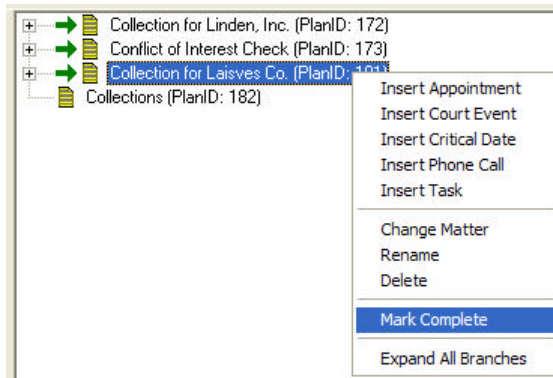 Collection for Linden, Inc. (PlanID: 172)
Conflict of Interest Check (PlanID: 173)
Collection for Laisves Co. (PlanID: 181)
Collections (PlanID: 182)
Insert Appointment
Insert Court Event
Insert Critical Date
Insert Phone Call
Insert Task
Change Matter
Rename
Delete
Mark Complete
Expand All Branches